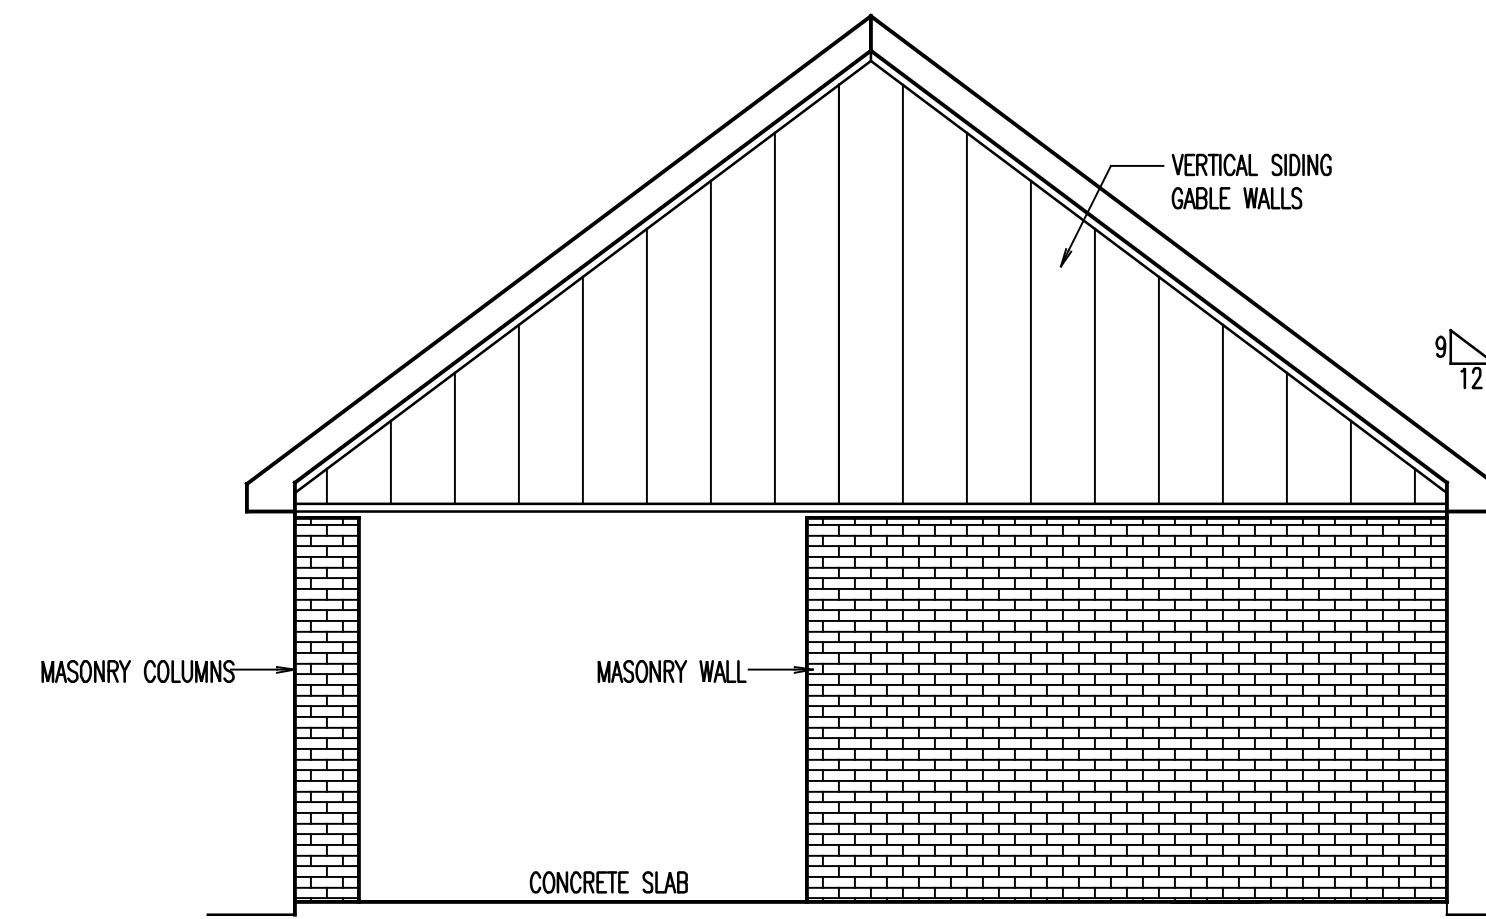 VERTICAL SIDING
GABLE WALLS
9
12
MASONRY COLUMNS
MASONRY WALL
CONCRETE SLAB